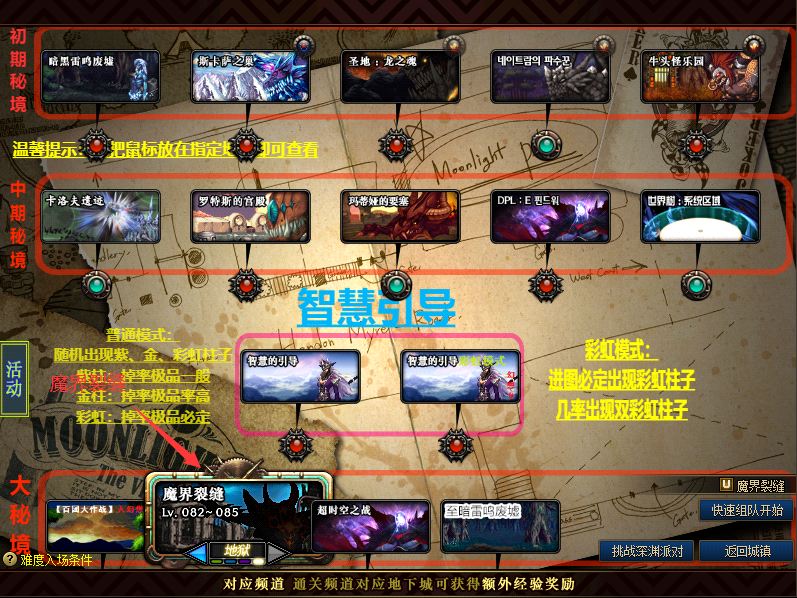 初期秘境
暗黑雷鸣废墟
斯卡萨之巢
圣地：龙之魂
네이트람의 파수꾼
牛头怪乐园
温馨提示：
把鼠标放在指定
即可查看
Moonlight
中期秘境
卡洛夫遗迹
罗特斯的宫殿
玛蒂娅的要塞
DPL : E 핀드워
世界树：系统区域
智慧引导
普通模式：
随机出现紫、金、彩虹柱子
紫柱：掉率极品一般
金柱：掉率极品率高
彩虹：掉率极品必定
活动
智慧的引导
智慧的引导
彩虹模式
彩虹模式：
进图必定出现彩虹柱子
几率出现双彩虹柱子
MOONLIGH
The V
大秘境
【百团大作战】
魔界裂缝
Lv. 082~085
地狱
超时空之战
至暗雷鸣废墟
U 魔界裂缝
快速组队开始
挑战深渊派对
返回城镇
? 难度入场条件
对应频道 通关频道对应地下城可获得额外经验奖励